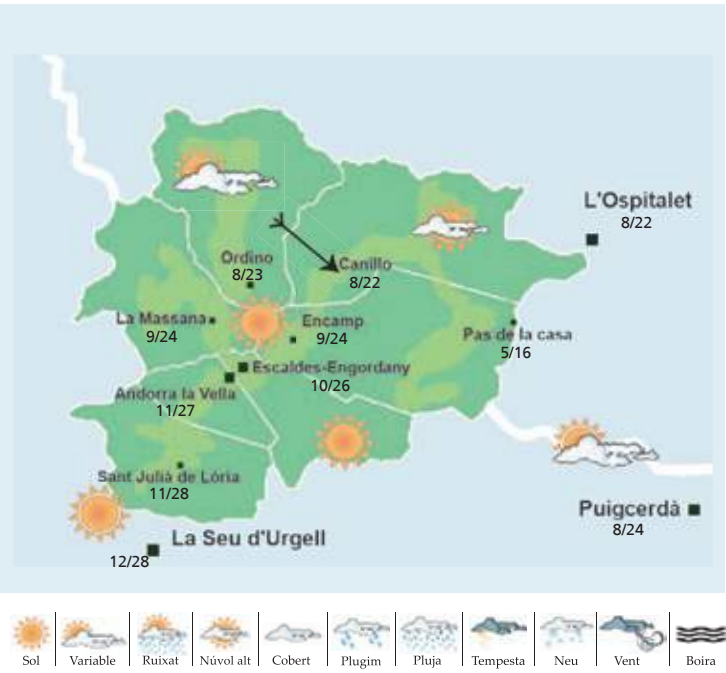 L'Ospitalet
8/22
Ordino
8/23
Canillo
8/22
La Massana
9/24
Encamp
9/24
Pas de la casa
5/16
Escaldes-Engordany
10/26
Andorra la Vella
11/27
Sant Julià de Lória
11/28
Puigcerdà
8/24
La Seu d'Urgell
12/28
Sol
Variable
Ruixat
Núvol alt
Cobert
Plugim
Pluja
Tempesta
Neu
Vent
Boira